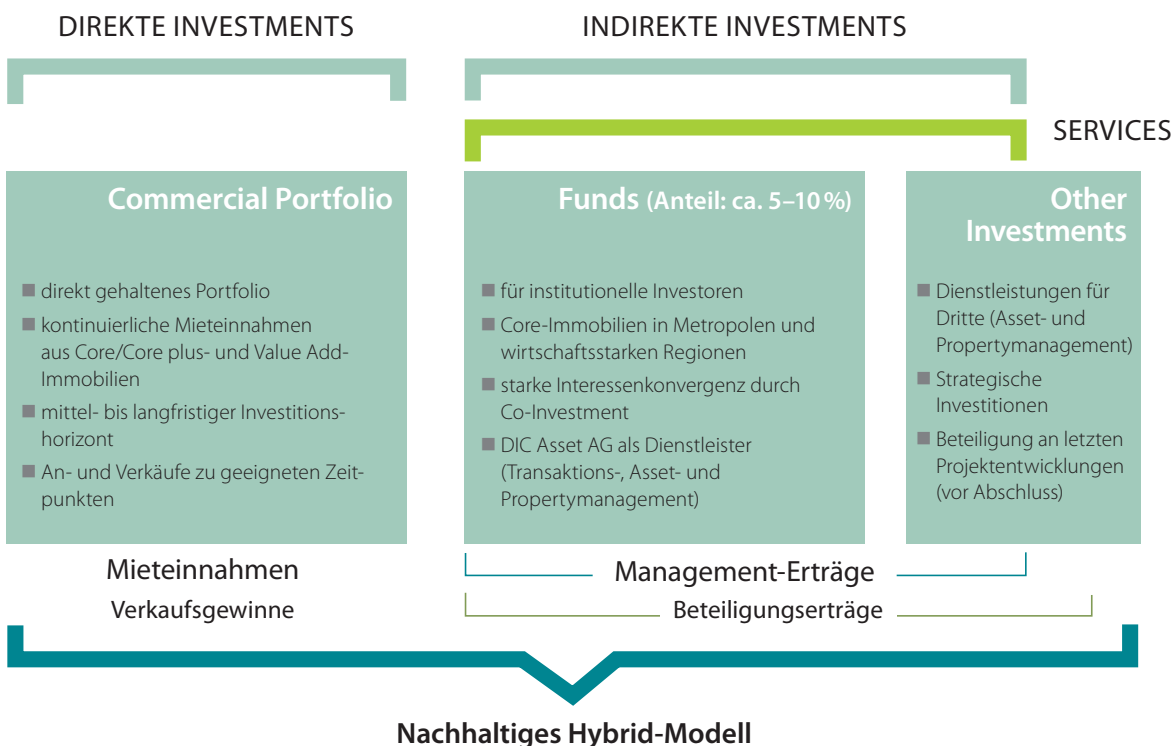 DIREKTE INVESTMENTS
INDIREKTE INVESTMENTS
SERVICES
Commercial Portfolio
direkt gehaltenes Portfolio
kontinuierliche Mieteinnahmen
aus Core/Core plus- und Value Add-
Immobilien
mittel- bis langfristiger Investitions-
horizont
An- und Verkäufe zu geeigneten Zeit-
punkten
Funds (Anteil: ca. 5–10 %)
für institutionelle Investoren
Core-Immobilien in Metropolen und
wirtschaftsstarken Regionen
starke Interessenkonvergenz durch
Co-Investment
DIC Asset AG als Dienstleister
(Transaktions-, Asset- und
Propertymanagement)
Other
Investments
Dienstleistungen für
Dritte (Asset- und
Propertymanagement)
Strategische
Investitionen
Beteiligung an letzten
Projektentwicklungen
(vor Abschluss)
Mieteinnahmen
Verkaufsgewinne
Management-Erträge
Beteiligungserträge
Nachhaltiges Hybrid-Modell